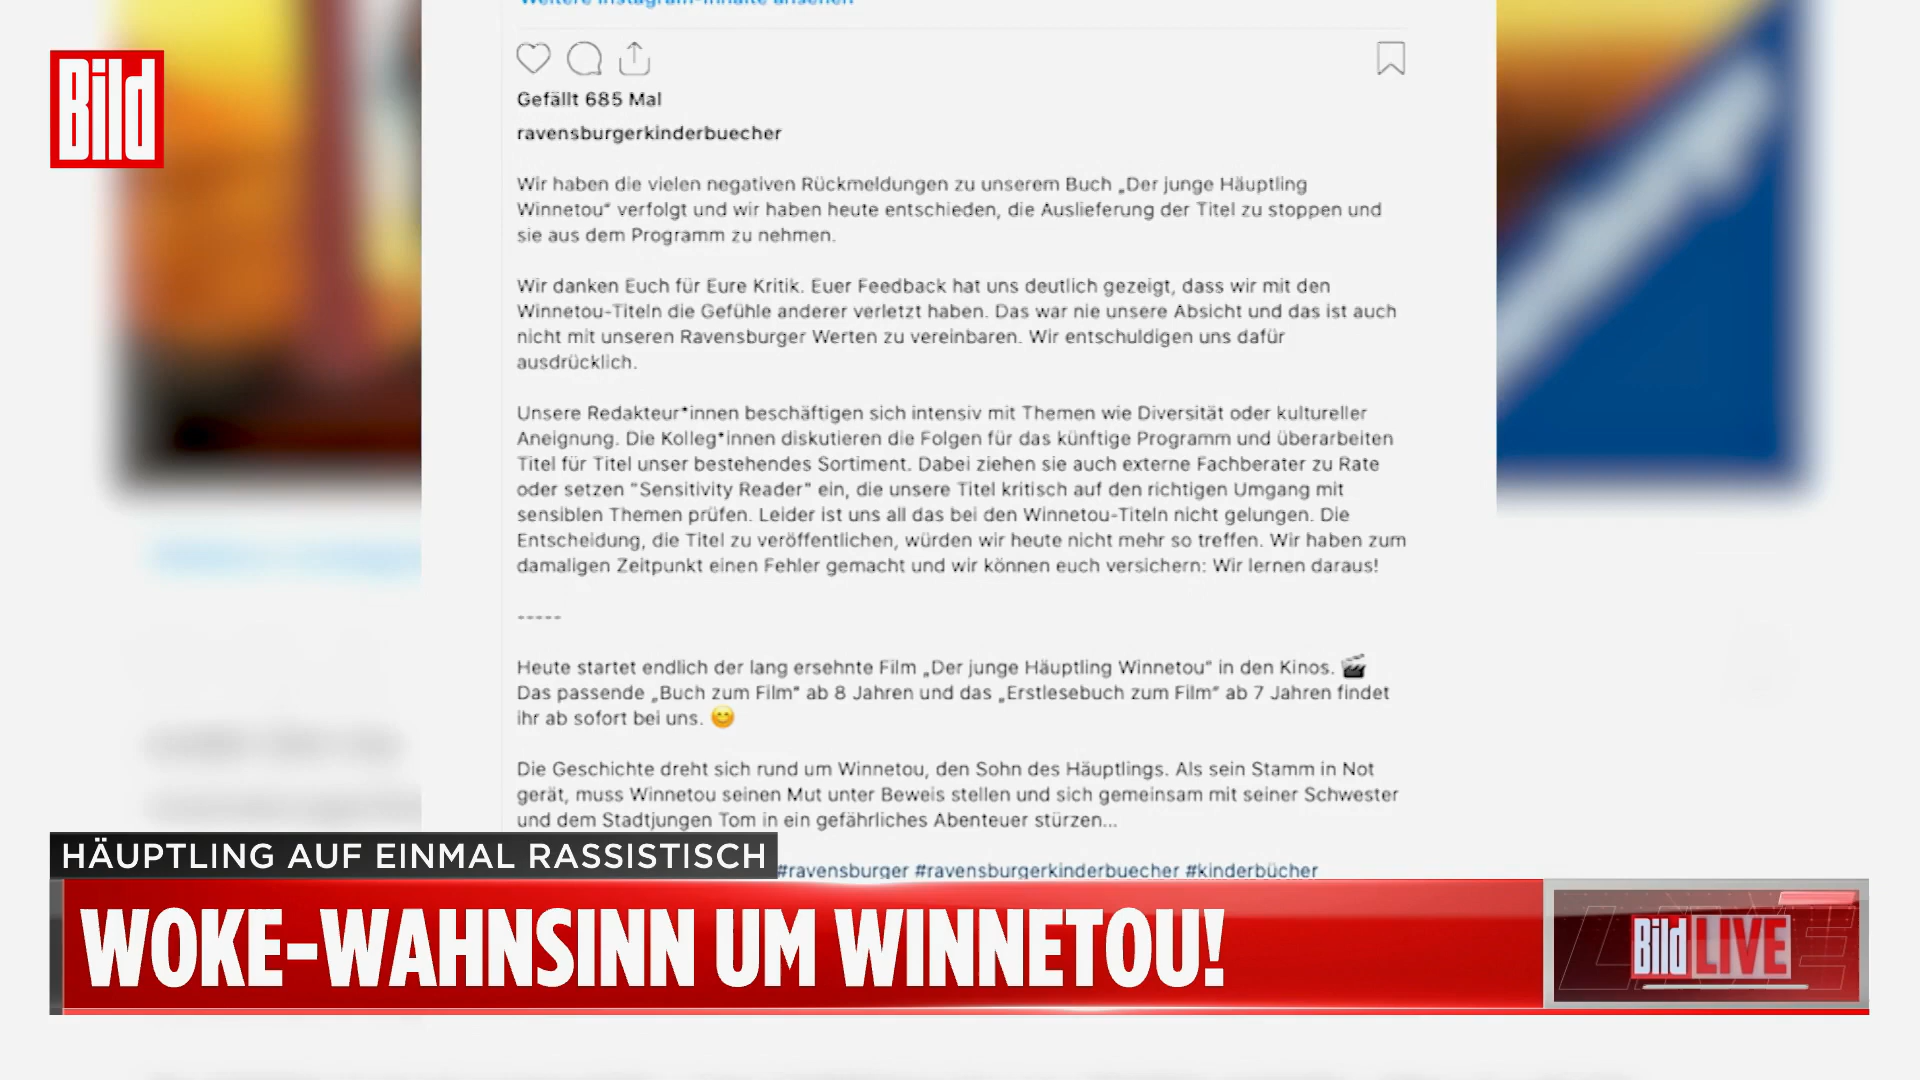 Weitere Instagram-Inhalte ansehen
Bild
Gefällt 685 Mal
ravensburgerkinderbuecher
Wir haben die vielen negativen Rückmeldungen zu unserem Buch „Der junge Häuptling
Winnetou“ verfolgt und wir haben heute entschieden, die Auslieferung der Titel zu stoppen und
sie aus dem Programm zu nehmen.
Wir danken Euch für Eure Kritik. Euer Feedback hat uns deutlich gezeigt, dass wir mit den
Winnetou-Titeln die Gefühle anderer verletzt haben. Das war nie unsere Absicht und das ist auch
nicht mit unseren Ravensburger Werten zu vereinbaren. Wir entschuldigen uns dafür
ausdrücklich.
Unsere Redakteur*innen beschäftigen sich intensiv mit Themen wie Diversität oder kultureller
Aneignung. Die Kolleg*innen diskutieren die Folgen für das künftige Programm und überarbeiten
Titel für Titel unser bestehendes Sortiment. Dabei ziehen sie auch externe Fachberater zu Rate
oder setzen "Sensitivity Reader" ein, die unsere Titel kritisch auf den richtigen Umgang mit
sensiblen Themen prüfen. Leider ist uns all das bei den Winnetou-Titeln nicht gelungen. Die
Entscheidung, die Titel zu veröffentlichen, würden wir heute nicht mehr so treffen. Wir haben zum
damaligen Zeitpunkt einen Fehler gemacht und wir können euch versichern: Wir lernen daraus!
-----
Heute startet endlich der lang ersehnte Film „Der junge Häuptling Winnetou“ in den Kinos. 🎬
Das passende „Buch zum Film“ ab 8 Jahren und das „Erstlesebuch zum Film“ ab 7 Jahren findet
ihr ab sofort bei uns. 😊
Die Geschichte dreht sich rund um Winnetou, den Sohn des Häuptlings. Als sein Stamm in Not
gerät, muss Winnetou seinen Mut unter Beweis stellen und sich gemeinsam mit seiner Schwester
und dem Stadtjungen Tom in ein gefährliches Abenteuer stürzen...
#ravensburger #ravensburgerkinderbuecher #kinderbücher
HÄUPTLING AUF EINMAL RASSISTISCH
WOKE-WAHNSINN UM WINNETOU!
Bild LIVE